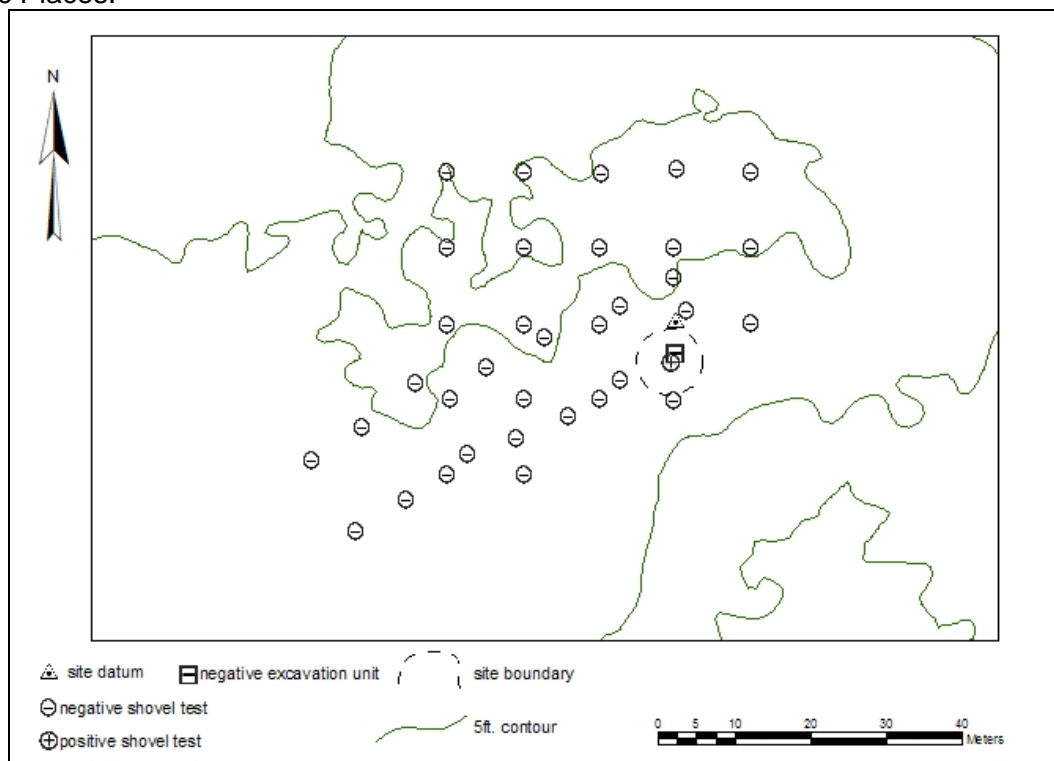 N
site datum
negative excavation unit
site boundary
negative shovel test
5ft. contour
positive shovel test
0 5 10 20 30 40
Meters